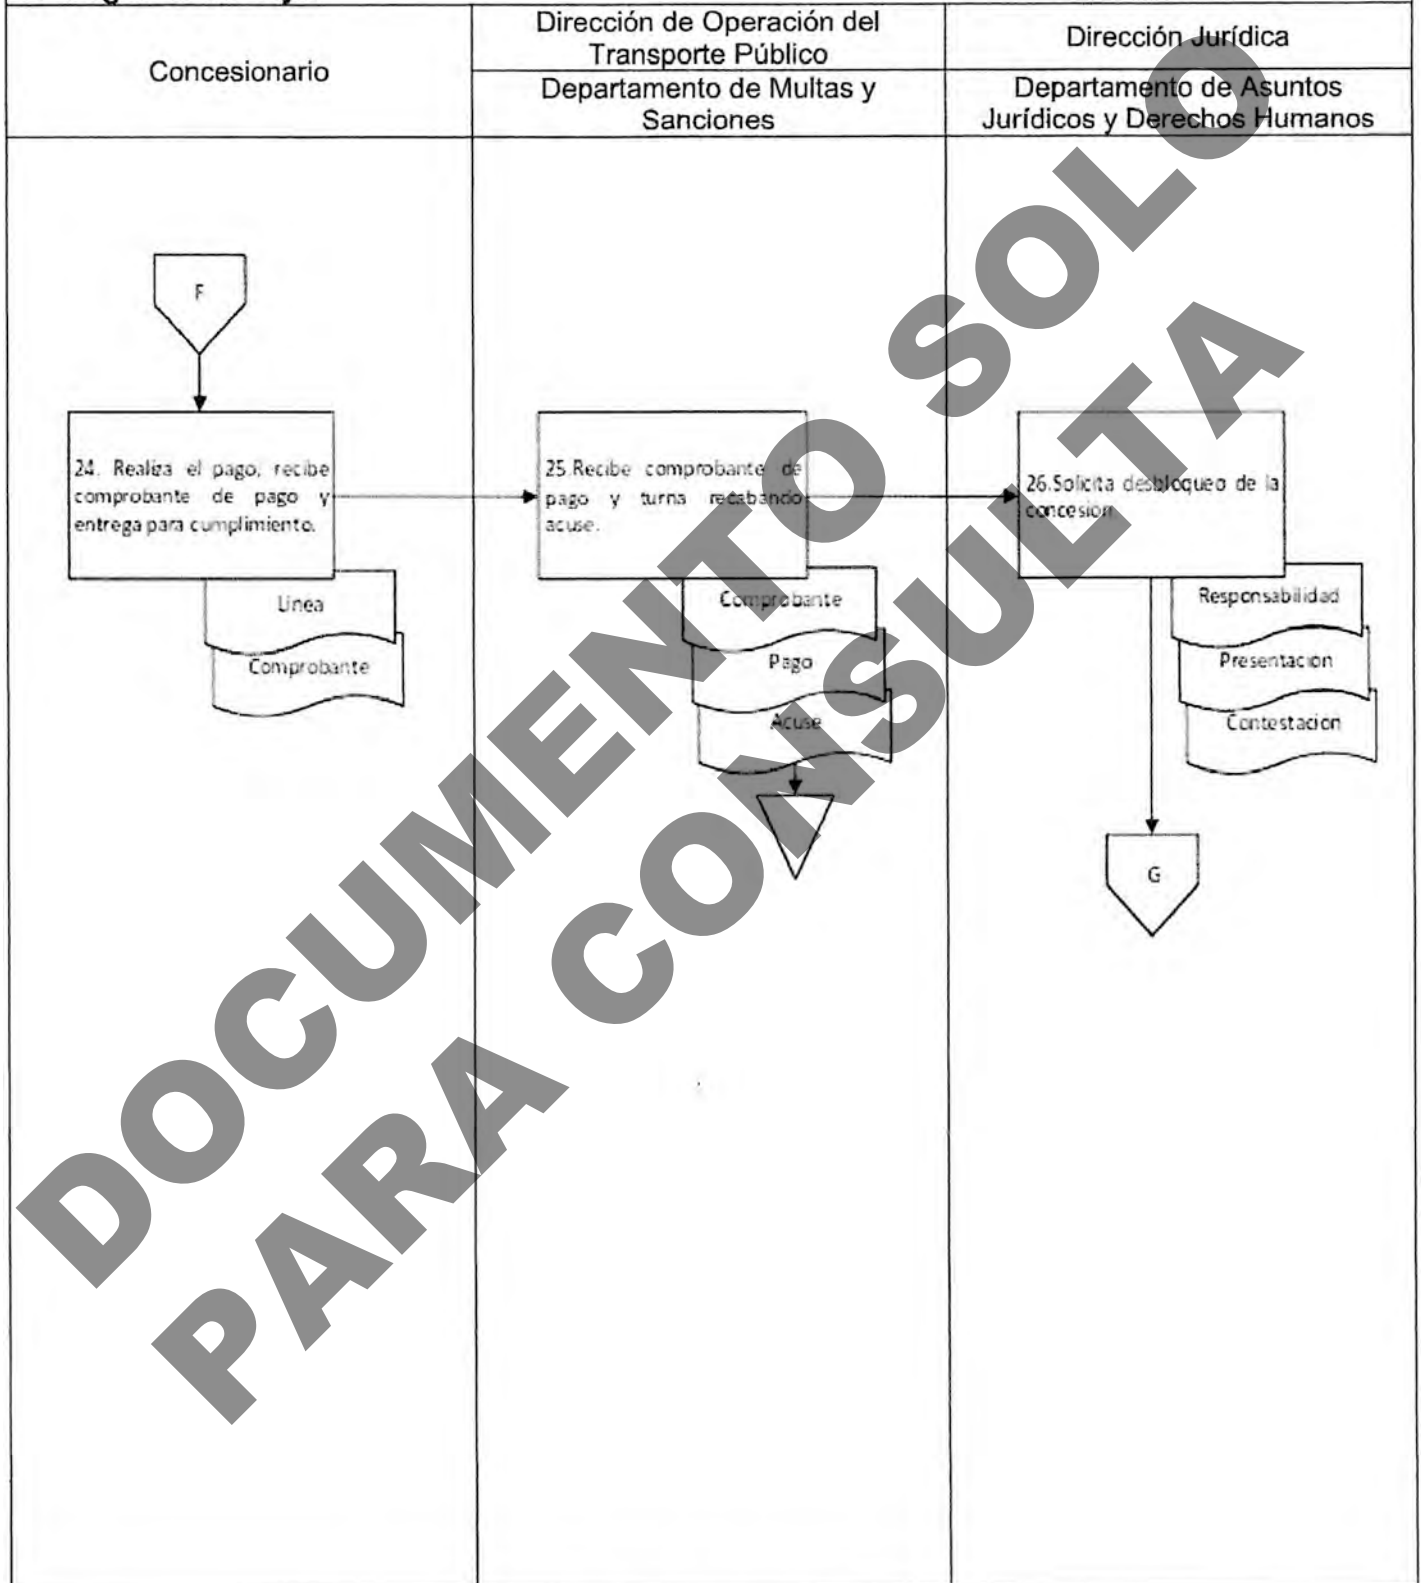 Concesionario
Dirección de Operación del
Transporte Público
Departamento de Multas y
Sanciones
Dirección Jurídica
Departamento de Asuntos
Jurídicos y Derechos Humanos
F
24. Realiza el pago, recibe
comprobante de pago y
entrega para cumplimiento.
Linea
Comprobante
25.Recibe comprobante de
pago y turna recabando
acuse.
Comprobante
Pago
Acuse
26.Solicita desbloqueo de la
concesión.
Responsabilidad
Presentacion
Contestacion
G
DOCUMENTO SOLO
PARA CONSULTA